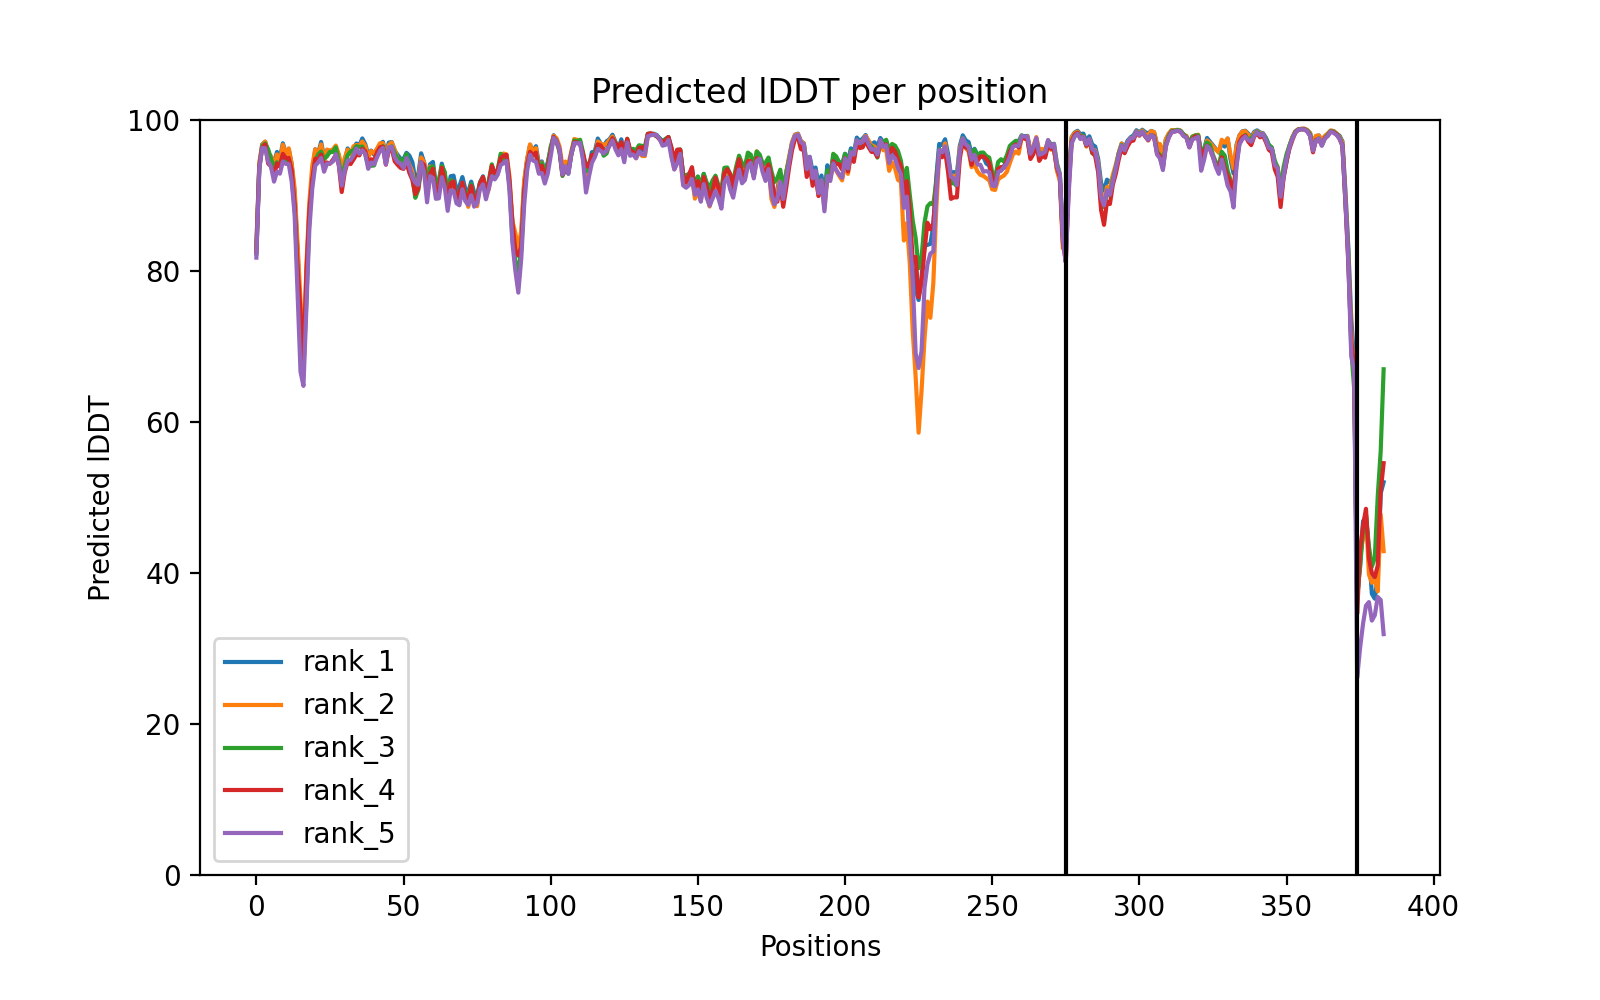 Predicted lDDT per position
100
80
60
40
20
0
Predicted lDDT
rank_1
rank_2
rank_3
rank_4
rank_5
0 50 100 150 200 250 300 350 400
Positions